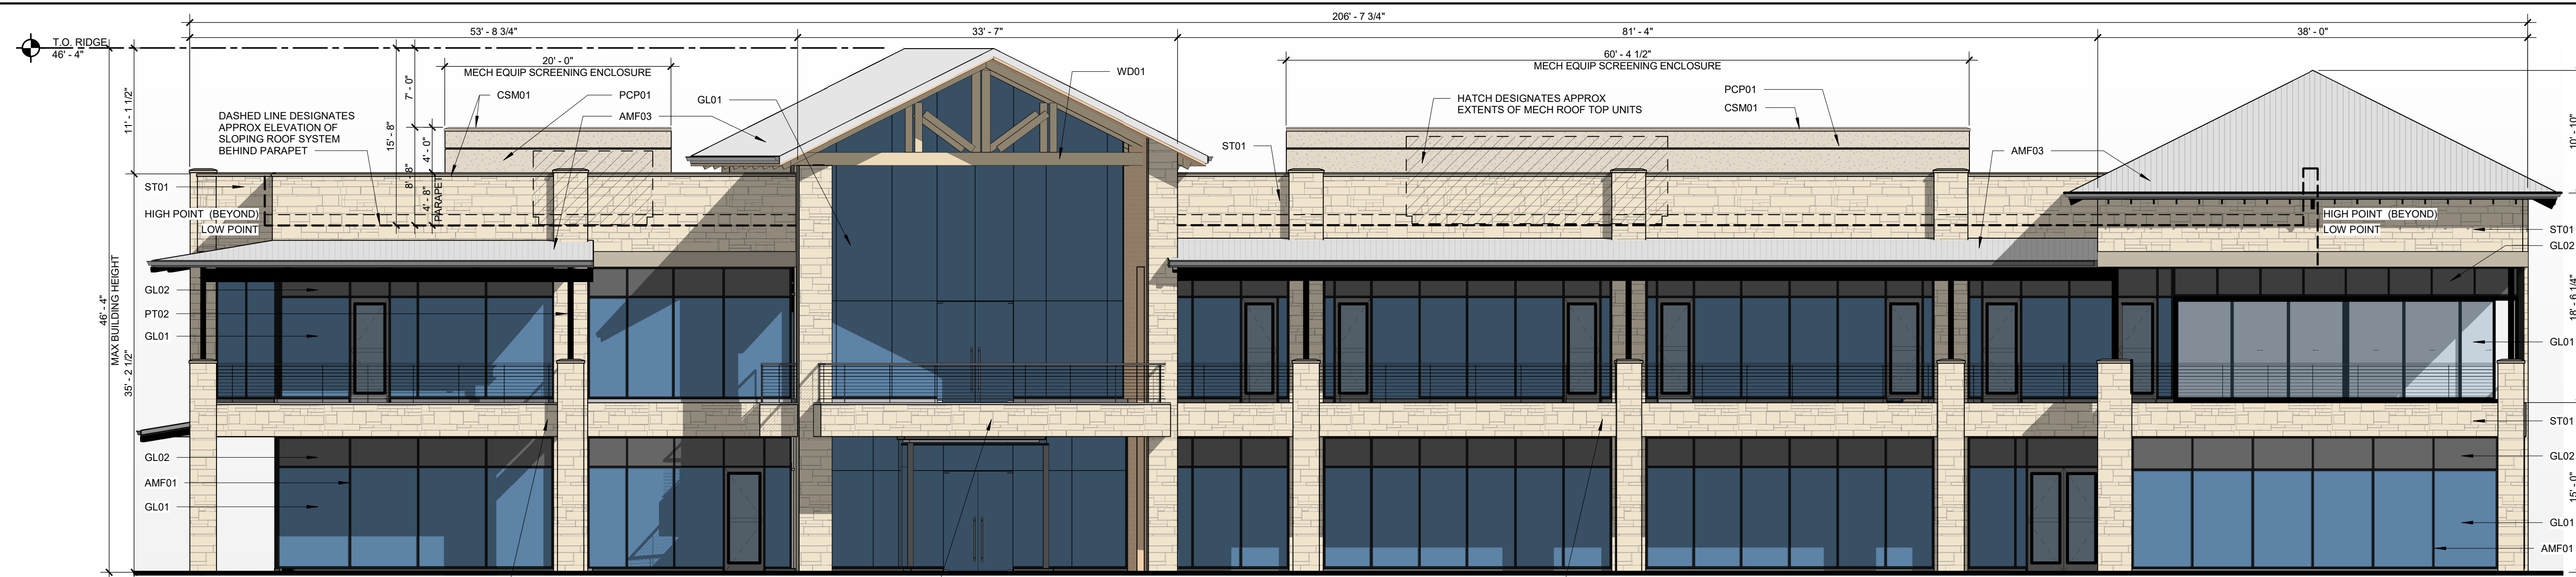 206' - 7 3/4"
53' - 8 3/4"
33' - 7"
81' - 4"
38' - 0"
T.O. RIDGE
46' - 4"
20' - 0"
MECH EQUIP SCREENING ENCLOSURE
60' - 4 1/2"
MECH EQUIP SCREENING ENCLOSURE
WD01
CSM01
PCP01
GL01
AMF03
HATCH DESIGNATES APPROX
EXTENTS OF MECH ROOF TOP UNITS
PCP01
CSM01
DASHED LINE DESIGNATES
APPROX ELEVATION OF
SLOPING ROOF SYSTEM
BEHIND PARAPET
11' - 1 1/2"
7' - 0"
15' - 8"
4' - 0"
8' - 8"
4' - 8"
PARAPET
10' - 10"
ST01
AMF03
ST01
HIGH POINT (BEYOND)
LOW POINT
HIGH POINT (BEYOND)
LOW POINT
ST01
GL02
46' - 4"
MAX BUILDING HEIGHT
35' - 2 1/2"
18' - 6 1/4"
GL02
PT02
GL01
GL01
ST01
GL02
AMF01
GL01
GL02
15' - 0"
GL01
AMF01